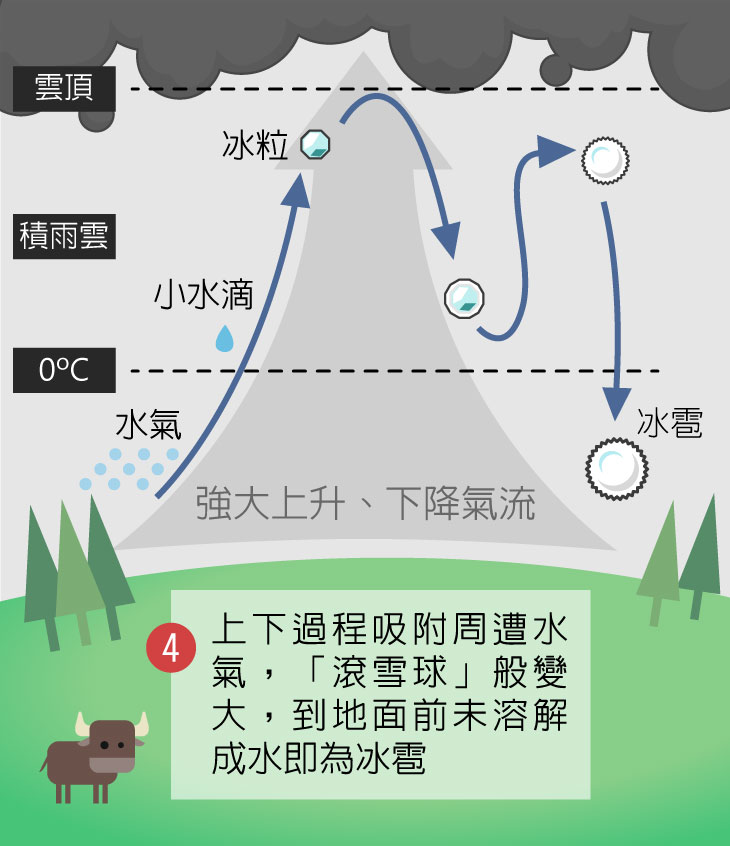 雲頂
冰粒
積雨雲
小水滴
0ºC
水氣
冰雹
強大上升、下降氣流
4
上下過程吸附周遭水
氣，「滾雪球」般變
大，到地面前未溶解
成水即為冰雹